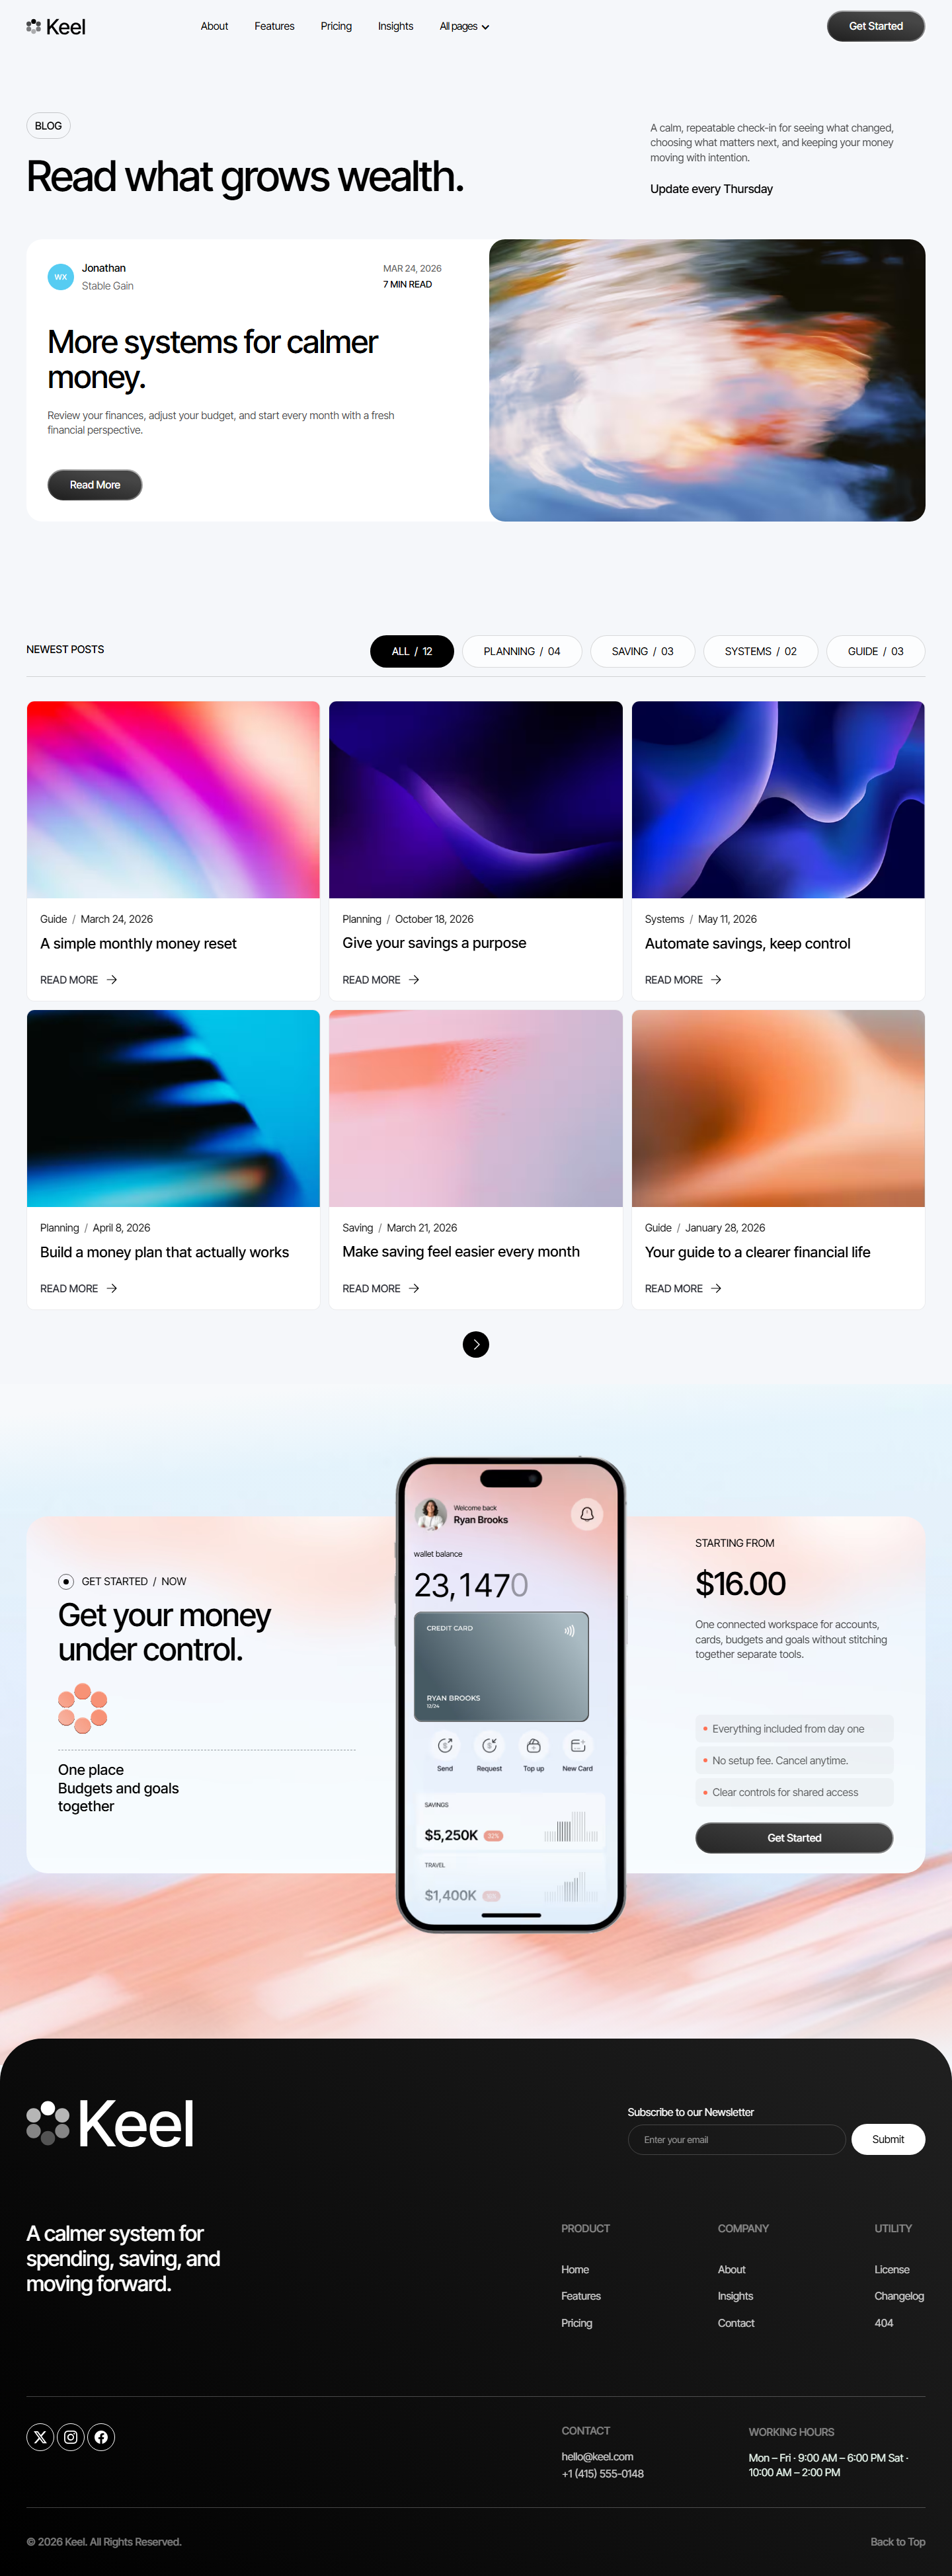 Keel
About
Features
Pricing
Insights
All pages
Get Started
BLOG
Read what grows wealth.
A calm, repeatable check-in for seeing what changed,
choosing what matters next, and keeping your money
moving with intention.
Update every Thursday
WX
Jonathan
Stable Gain
MAR 24, 2026
7 MIN READ
More systems for calmer
money.
Review your finances, adjust your budget, and start every month with a fresh
financial perspective.
Read More
NEWEST POSTS
ALL / 12
PLANNING / 04
SAVING / 03
SYSTEMS / 02
GUIDE / 03
Guide / March 24, 2026
A simple monthly money reset
READ MORE
Planning / October 18, 2026
Give your savings a purpose
READ MORE
Systems / May 11, 2026
Automate savings, keep control
READ MORE
Planning / April 8, 2026
Build a money plan that actually works
READ MORE
Saving / March 21, 2026
Make saving feel easier every month
READ MORE
Guide / January 28, 2026
Your guide to a clearer financial life
READ MORE
GET STARTED / NOW
Get your money
under control.
One place
Budgets and goals
together
Welcome back
Ryan Brooks
wallet balance
23,1470
CREDIT CARD
RYAN BROOKS
12/24
Send
Request
Top up
New Card
SAVINGS
$5,250K
TRAVEL
$1,400K
STARTING FROM
$16.00
One connected workspace for accounts,
cards, budgets and goals without stitching
together separate tools.
Everything included from day one
No setup fee. Cancel anytime.
Clear controls for shared access
Get Started
Keel
Subscribe to our Newsletter
Enter your email
Submit
A calmer system for
spending, saving, and
moving forward.
PRODUCT
Home
Features
Pricing
COMPANY
About
Insights
Contact
UTILITY
License
Changelog
404
CONTACT
hello@keel.com
+1 (415) 555-0148
WORKING HOURS
Mon – Fri · 9:00 AM – 6:00 PM Sat ·
10:00 AM – 2:00 PM
© 2026 Keel. All Rights Reserved.
Back to Top